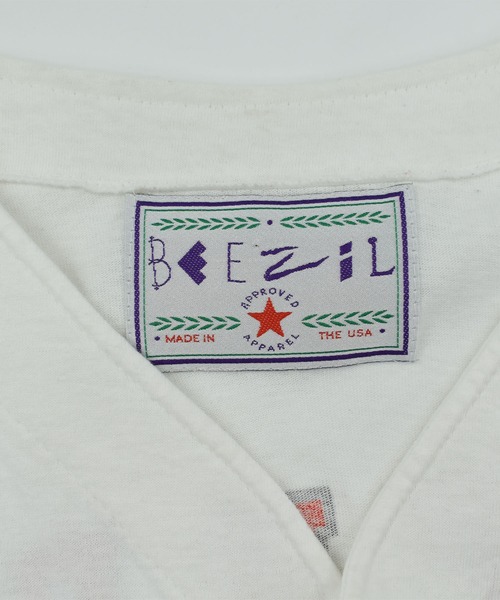 BEEZIL
APPROVED
MADE IN THE USA
APPAREL